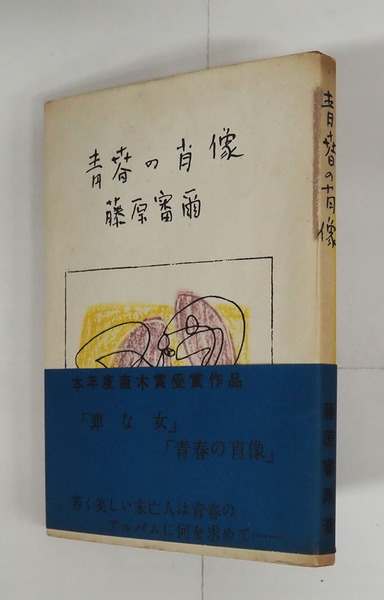 青春の肖像
藤原審爾
本年度直木賞受賞作品
「罪な女」
「青春の肖像」
若く美しい未亡人は青春の
アルバムに何を求めて……
青春の肖像
藤原審爾著